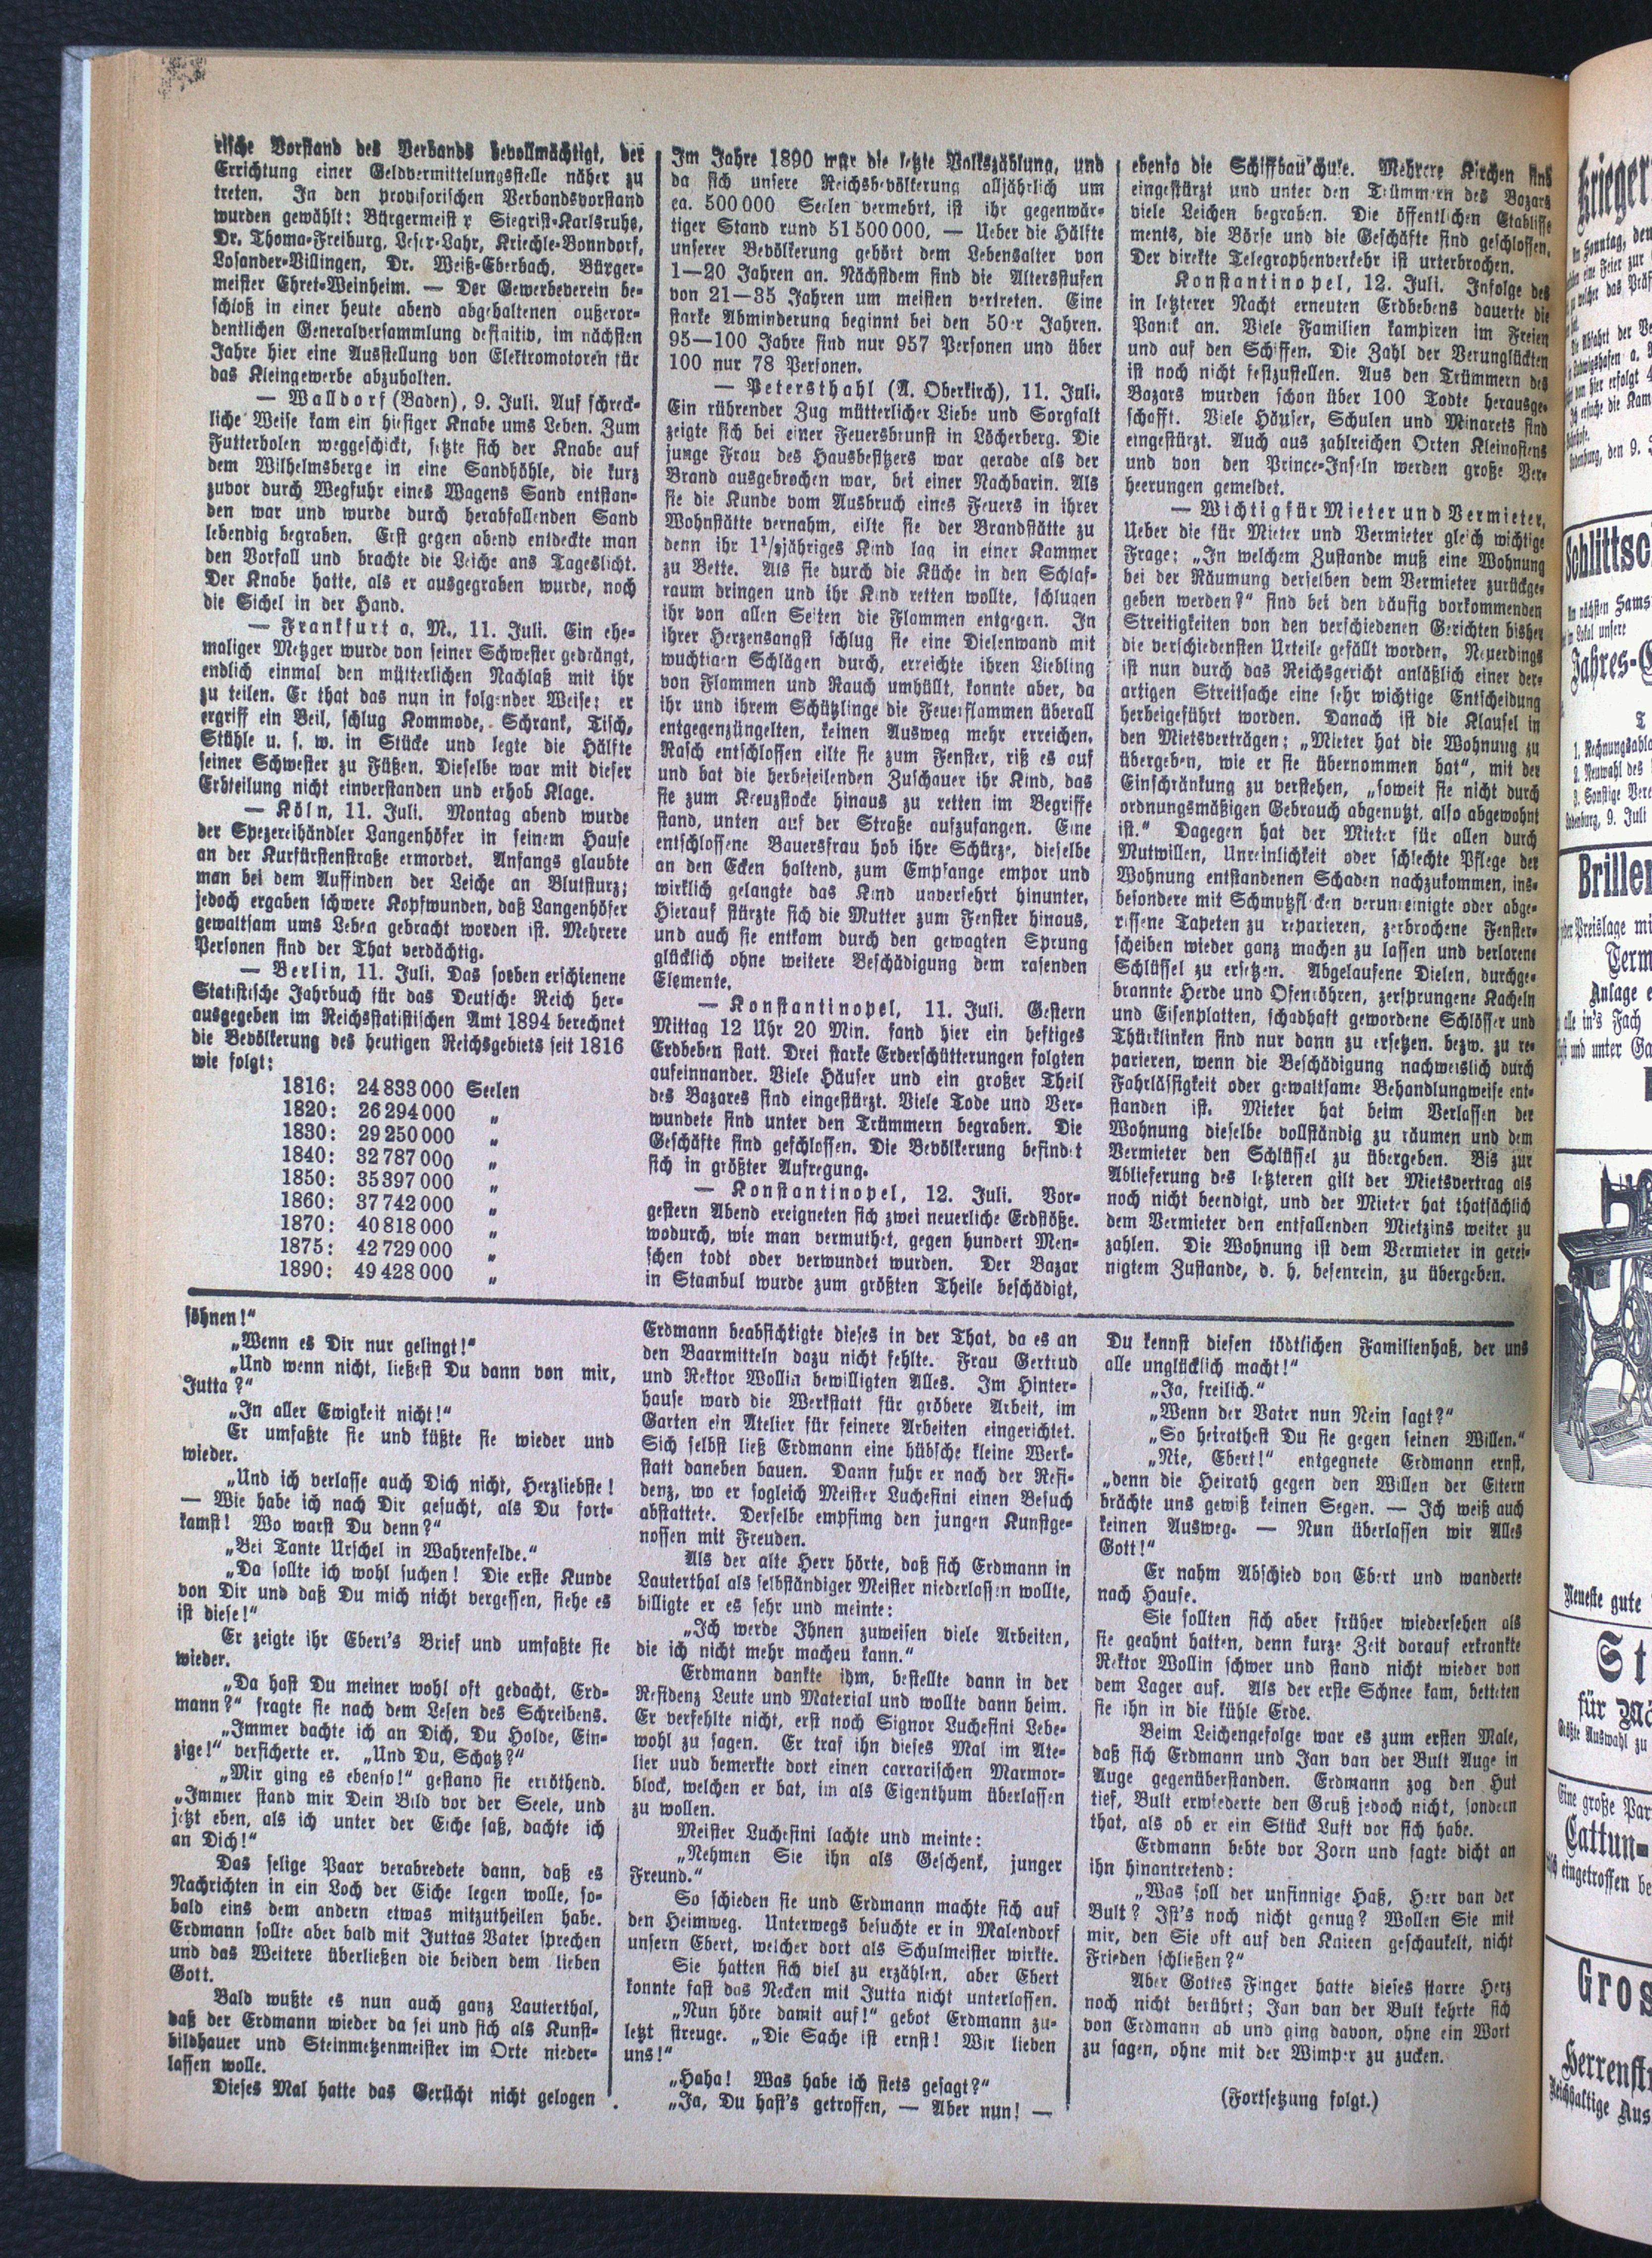 rische Vorstand des Verbands bevollmächtigt, der
Errichtung einer Geldvermittelungsstelle näher zu
treten. In den provisorischen Verbandsvorstand
wurden gewählt: Bürgermeister Siegrist-Karlsruhe,
Dr. Thoma-Freiburg, Leser-Lahr, Kriechle-Bonndorf,
Losander-Villingen, Dr. Weiß-Eberbach, Bürger-
meister Ehret-Weinheim. — Der Gewerbeverein be-
schloß in einer heute abend abgehaltenen außeror-
dentlichen Generalversammlung definitiv, im nächsten
Jahre hier eine Ausstellung von Elektromotoren für
das Kleingewerbe abzuhalten.
— Walldorf (Baden), 9. Juli. Auf schreck-
liche Weise kam ein hiesiger Knabe ums Leben. Zum
Futterholen weggeschickt, setzte sich der Knabe auf
dem Wilhelmsberge in eine Sandhöhle, die kurz
zuvor durch Wegfuhr eines Wagens Sand entstan-
den war und wurde durch herabfallenden Sand
lebendig begraben. Erst gegen abend entdeckte man
den Vorfall und brachte die Leiche ans Tageslicht.
Der Knabe hatte, als er ausgegraben wurde, noch
die Sichel in der Hand.
— Frankfurt a. M., 11. Juli. Ein ehe-
maliger Metzger wurde von seiner Schwester gedrängt,
endlich einmal den mütterlichen Nachlaß mit ihr
zu teilen. Er that das nun in folgender Weise: er
ergriff ein Beil, schlug Kommode, Schrank, Tisch,
Stühle u. s. w. in Stücke und legte die Hälfte
seiner Schwester zu Füßen. Dieselbe war mit dieser
Erbteilung nicht einverstanden und erhob Klage.
— Köln, 11. Juli. Montag abend wurde
der Spezereihändler Langenhöfer in seinem Hause
an der Kurfürstenstraße ermordet. Anfangs glaubte
man bei dem Auffinden der Leiche an Blutsturz;
jedoch ergaben schwere Kopfwunden, daß Langenhöfer
gewaltsam ums Leben gebracht worden ist. Mehrere
Personen sind der That verdächtig.
— Berlin, 11. Juli. Das soeben erschienene
Statistische Jahrbuch für das Deutsche Reich her-
ausgegeben im Reichsstatistischen Amt 1894 berechnet
die Bevölkerung des heutigen Reichsgebiets seit 1816
wie folgt:
1816: 24 833 000 Seelen
1820: 26 294 000 „
1830: 29 250 000 „
1840: 32 787 000 „
1850: 35 397 000 „
1860: 37 742 000 „
1870: 40 818 000 „
1875: 42 729 000 „
1890: 49 428 000 „
Im Jahre 1890 war die letzte Volkszählung, und
da sich unsere Reichsbevölkerung alljährlich um
ca. 500 000 Seelen vermehrt, ist ihr gegenwär-
tiger Stand rund 51 500 000. — Ueber die Hälfte
unserer Bevölkerung gehört dem Lebensalter von
1—20 Jahren an. Nächstdem sind die Altersstufen
von 21—35 Jahren um meisten vertreten. Eine
starke Abminderung beginnt bei den 50er Jahren.
95—100 Jahre sind nur 957 Personen und über
100 nur 78 Personen.
— Petersthahl (A. Oberkirch), 11. Juli.
Ein rührender Zug mütterlicher Liebe und Sorgfalt
zeigte sich bei einer Feuersbrunst in Löcherberg. Die
junge Frau des Hausbesitzers war gerade als der
Brand ausgebrochen war, bei einer Nachbarin. Als
sie die Kunde vom Ausbruch eines Feuers in ihrer
Wohnstätte vernahm, eilte sie der Brandstätte zu
denn ihr 1½jähriges Kind lag in einer Kammer
zu Bette. Als sie durch die Küche in den Schlaf-
raum dringen und ihr Kind retten wollte, schlugen
ihr von allen Seiten die Flammen entgegen. In
ihrer Herzensangst schlug sie eine Dielenwand mit
wuchtigen Schlägen durch, erreichte ihren Liebling
von Flammen und Rauch umhüllt, konnte aber, da
ihr und ihrem Schützlinge die Feuerflammen überall
entgegenzüngelten, keinen Ausweg mehr erreichen.
Rasch entschlossen eilte sie zum Fenster, riß es auf
und bat die herbeieilenden Zuschauer ihr Kind, das
sie zum Kreuzstocke hinaus zu retten im Begriffe
stand, unten auf der Straße aufzufangen. Eine
entschlossene Bauersfrau hob ihre Schürze, dieselbe
an den Ecken haltend, zum Empfange empor und
wirklich gelangte das Kind unversehrt hinunter,
Hierauf stürzte sich die Mutter zum Fenster hinaus,
und auch sie entkam durch den gewagten Sprung
glücklich ohne weitere Beschädigung dem rasenden
Elemente.
— Konstantinopel, 11. Juli. Gestern
Mittag 12 Uhr 20 Min. fand hier ein heftiges
Erdbeben statt. Drei starke Erderschütterungen folgten
aufeinnander. Viele Häuser und ein großer Theil
des Bazares sind eingestürzt. Viele Tode und Ver-
wundete sind unter den Trümmern begraben. Die
Geschäfte sind geschlossen. Die Bevölkerung befindet
sich in größter Aufregung.
— Konstantinopel, 12. Juli. Vor-
gestern Abend ereigneten sich zwei neuerliche Erdstöße.
wodurch, wie man vermuthet, gegen hundert Men-
schen todt oder verwundet wurden. Der Bazar
in Stambul wurde zum größten Theile beschädigt,
ebenso die Schiffbauschule. Mehrere Kirchen sind
eingestürzt und unter den Trümmern des Bazars
viele Leichen begraben. Die öffentlichen Etablisse
ments, die Börse und die Geschäfte sind geschlossen.
Der direkte Telegraphenverkehr ist urterbrochen.
Konstantinopel, 12. Juli. Infolge des
in letzterer Nacht erneuten Erdbebens dauerte die
Panik an. Viele Familien kampiren im Freien
und auf den Schiffen. Die Zahl der Verunglückten
ist noch nicht festzustellen. Aus den Trümmern des
Bazars wurden schon über 100 Todte herausge-
schafft. Viele Häuser, Schulen und Minarets sind
eingestürzt. Auch aus zahlreichen Orten Kleinasiens
und von den Prince-Inseln werden große Ver-
heerungen gemeldet.
— Wichtig für Mieter und Vermieter,
Ueber die für Mieter und Vermieter gleich wichtige
Frage: „In welchem Zustande muß eine Wohnung
bei der Räumung derselben dem Vermieter zurückge-
geben werden?“ sind bei den häufig vorkommenden
Streitigkeiten von den verschiedenen Gerichten bisher
die verschiedensten Urteile gefällt worden. Neuerdings
ist nun durch das Reichsgericht anläßlich einer der-
artigen Streitsache eine sehr wichtige Entscheidung
herbeigeführt worden. Danach ist die Klausel in
den Mietsverträgen: „Mieter hat die Wohnung zu
übergeben, wie er sie übernommen hat“, mit der
Einschränkung zu verstehen, „soweit sie nicht durch
ordnungsmäßigen Gebrauch abgenutzt, also abgewohnt
ist.“ Dagegen hat der Mieter für allen durch
Mutwillen, Unreinlichkeit oder schlechte Pflege der
Wohnung entstandenen Schaden nachzukommen, ins-
besondere mit Schmutzflecken verunreinigte oder abge-
rissene Tapeten zu reparieren, zerbrochene Fenster-
scheiben wieder ganz machen zu lassen und verlorene
Schlüssel zu ersetzen. Abgelaufene Dielen, durchge-
brannte Herde und Ofenröhren, zersprungene Kacheln
und Eisenplatten, schadhaft gewordene Schlösser und
Thürklinken sind nur dann zu ersetzen. bezw. zu re-
parieren, wenn die Beschädigung nachweislich durch
Fahrlässigkeit oder gewaltsame Behandlungweise ent-
standen ist. Mieter hat beim Verlassen der
Wohnung dieselbe vollständig zu räumen und dem
Vermieter den Schlüssel zu übergeben. Bis zur
Ablieferung des letzteren gilt der Mietsvertrag als
noch nicht beendigt, und der Mieter hat thatsächlich
dem Vermieter den entfallenden Mietzins weiter zu
zahlen. Die Wohnung ist dem Vermieter in gerei-
nigtem Zustande, d. h. besenrein, zu übergeben.
söhnen!“
„Wenn es Dir nur gelingt!“
„Und wenn nicht, ließest Du dann von mir,
Jutta?“
„In aller Ewigkeit nicht!“
Er umfaßte sie und küßte sie wieder und
wieder.
„Und ich verlasse auch Dich nicht, Herzliebste!
— Wie habe ich nach Dir gesucht, als Du fort-
kamst! Wo warst Du denn?“
„Bei Tante Urschel in Wahrenfelde.“
„Da sollte ich wohl suchen! Die erste Kunde
von Dir und daß Du mich nicht vergessen, siehe es
ist diese!“
Er zeigte ihr Ebert's Brief und umfaßte sie
wieder.
„Da hast Du meiner wohl oft gedacht, Erd-
mann?“ fragte sie nach dem Lesen des Schreibens.
„Immer dachte ich an Dich, Du Holde, Ein-
zige!“ versicherte er. „Und Du, Schatz?“
„Mir ging es ebenso!“ gestand sie erröthend.
„Immer stand mir Dein Bild vor der Seele, und
jetzt eben, als ich unter der Eiche saß, dachte ich
an Dich!“
Das selige Paar verabredete dann, daß es
Nachrichten in ein Loch der Eiche legen wolle, so-
bald eins dem andern etwas mitzutheilen habe.
Erdmann sollte aber bald mit Juttas Vater sprechen
und das Weitere überließen die beiden dem lieben
Gott.
Bald wußte es nun auch ganz Lauterthal,
daß der Erdmann wieder da sei und sich als Kunst-
bildhauer und Steinmetzenmeister im Orte nieder-
lassen wolle.
Dieses Mal hatte das Gerücht nicht gelogen.
Erdmann beabsichtigte dieses in der That, da es an
den Baarmitteln dazu nicht fehlte. Frau Gertrud
und Rektor Wollin bewilligten Alles. Im Hinter-
hause ward die Werkstatt für gröbere Arbeit, im
Garten ein Atelier für feinere Arbeiten eingerichtet.
Sich selbst ließ Erdmann eine hübsche kleine Werk-
statt daneben bauen. Dann fuhr er nach der Resi-
denz, wo er sogleich Meister Luchesini einen Besuch
abstattete. Derselbe empfimg den jungen Kunstge-
nossen mit Freuden.
Als der alte Herr hörte, daß sich Erdmann in
Lauterthal als selbständiger Meister niederlassen wollte,
billigte er es sehr und meinte:
„Ich werde Ihnen zuweisen viele Arbeiten,
die ich nicht mehr macheu kann.“
Erdmann dankte ihm, bestellte dann in der
Residenz Leute und Material und wollte dann heim.
Er verfehlte nicht, erst noch Signor Luchesini Lebe-
wohl zu sagen. Er traf ihn dieses Mal im Ate-
lier uud bemerkte dort einen carrarischen Marmor-
block, welchen er bat, im als Eigenthum überlassen
zu wollen.
Meister Luchesini lachte und meinte:
„Nehmen Sie ihn als Geschenk, junger
Freund.“
So schieden sie und Erdmann machte sich auf
den Heimweg. Unterwegs besuchte er in Malendorf
unsern Ebert, welcher dort als Schulmeister wirkte.
Sie hatten sich viel zu erzählen, aber Ebert
konnte fast das Necken mit Jutta nicht unterlassen.
„Nun höre damit auf!“ gebot Erdmann zu-
letzt streuge. „Die Sache ist ernst! Wir lieben
uns!“
„Haha! Was habe ich stets gesagt?“
„Ja, Du hast's getroffen, — Aber nun! —
Du kennst diesen tödtlichen Familienhaß, der uns
alle unglücklich macht!“
„Ja, freilich.“
„Wenn der Vater nun Nein sagt?“
„So heirathest Du sie gegen seinen Willen.“
„Nie, Ebert!“ entgegnete Erdmann ernst,
„denn die Heirath gegen den Willen der Eltern
brächte uns gewiß keinen Segen. — Ich weiß auch
keinen Ausweg. — Nun überlassen wir Alles
Gott!“
Er nahm Abschied von Ebert und wanderte
nach Hause.
Sie sollten sich aber früher wiedersehen als
sie geahnt hatten, denn kurze Zeit darauf erkrankte
Rektor Wollin schwer und stand nicht wieder von
dem Lager auf. Als der erste Schnee kam, betteten
sie ihn in die kühle Erde.
Beim Leichengefolge war es zum ersten Male,
daß sich Erdmann und Jan van der Bult Auge in
Auge gegenüberstanden. Erdmann zog den Hut
tief, Bult erwiederte den Gruß jedoch nicht, sondern
that, als ob er ein Stück Luft vor sich habe.
Erdmann bebte vor Zorn und sagte dicht an
ihn hinantretend:
„Was soll der unsinnige Haß, Herr van der
Bult? Ist's noch nicht genug? Wollen Sie mit
mir, den Sie oft auf den Knieen geschaukelt, nicht
Frieden schließen?“
Aber Gottes Finger hatte dieses starre Herz
noch nicht berührt; Jan van der Bult kehrte sich
von Erdmann ab und ging davon, ohne ein Wort
zu sagen, ohne mit der Wimper zu zucken.
(Fortsetzung folgt.)
Krieger
Am Sonntag, den
eine Feier zur
zu welcher das Präs
Die Abfahrt der Ve
Ludwigshafen a.
ersuche die Kam
den 9.
Schlittsc
Am nächsten Sams
im Lokal unsere
Jahres-
1. Rechnungsabla
2. Neuwahl des
3. Sonstige Vere
Ladenburg, 9. Juli
Brillen
Preislage mi
Term
Anlage e
alle in's Fach
und unter Ga
Neueste gute
St
für Mä
Größte Auswahl zu
Eine große Par
Cattun-
eingetroffen be
Gros
Herrenst
Reichhaltige Aus